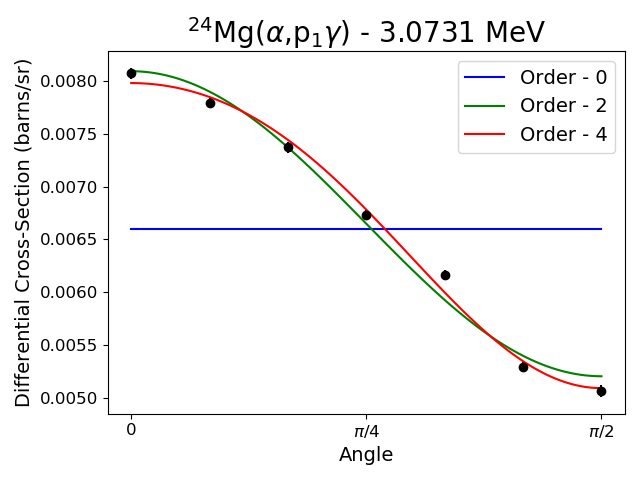 ²⁴Mg(α,p₁γ) - 3.0731 MeV
Differential Cross-Section (barns/sr)
0.0080
0.0075
0.0070
0.0065
0.0060
0.0055
0.0050
Order - 0
Order - 2
Order - 4
0
π/4
π/2
Angle